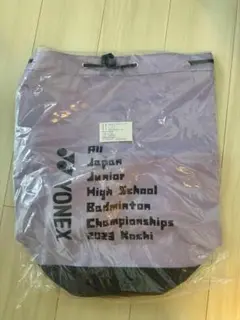 YONEX
All
Japan
Junior
High School
Badminton
Championships
2023 Kochi